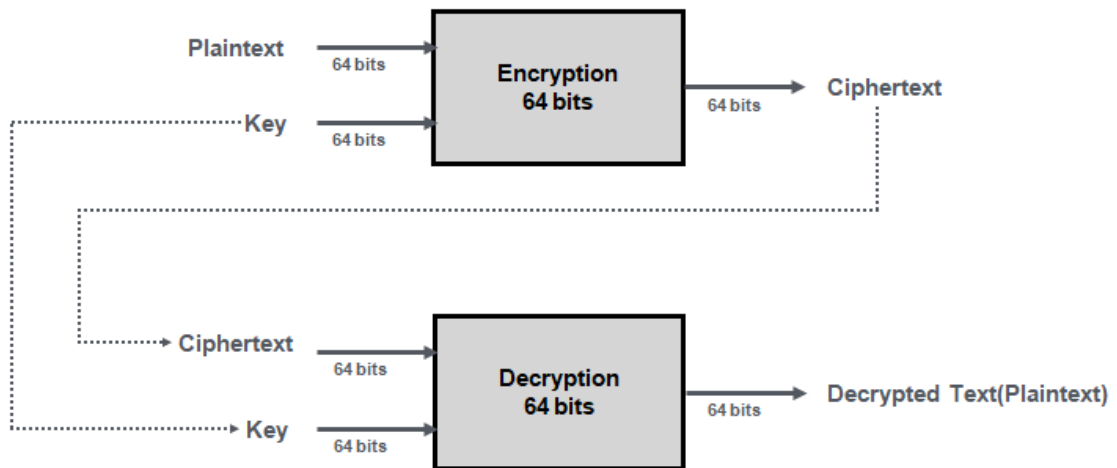 Plaintext
64 bits
Key
64 bits
Encryption
64 bits
64 bits
Ciphertext
Ciphertext
64 bits
Key
64 bits
Decryption
64 bits
64 bits
Decrypted Text(Plaintext)